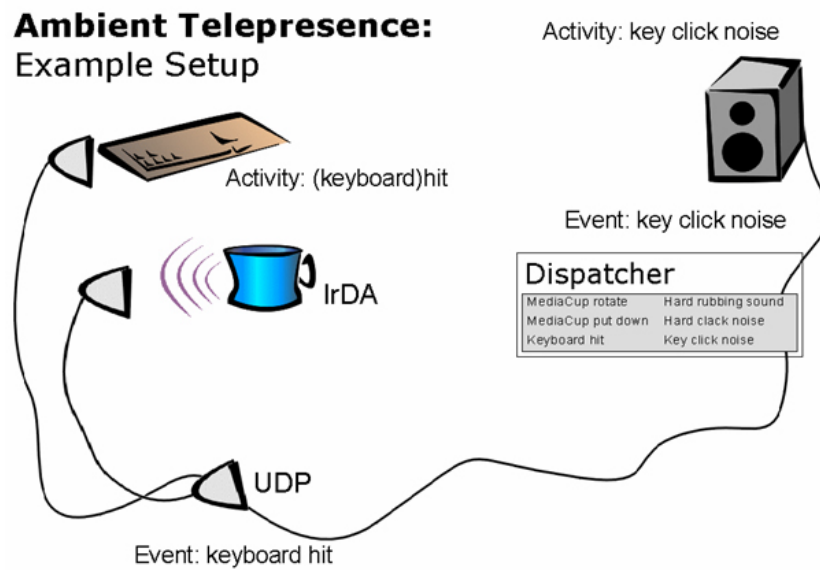 Ambient Telepresence:
Example Setup
Activity: key click noise
Activity: (keyboard)hit
Event: key click noise
IrDA
Dispatcher
MediaCup rotate Hard rubbing sound
MediaCup put down Hard clack noise
Keyboard hit Key click noise
UDP
Event: keyboard hit